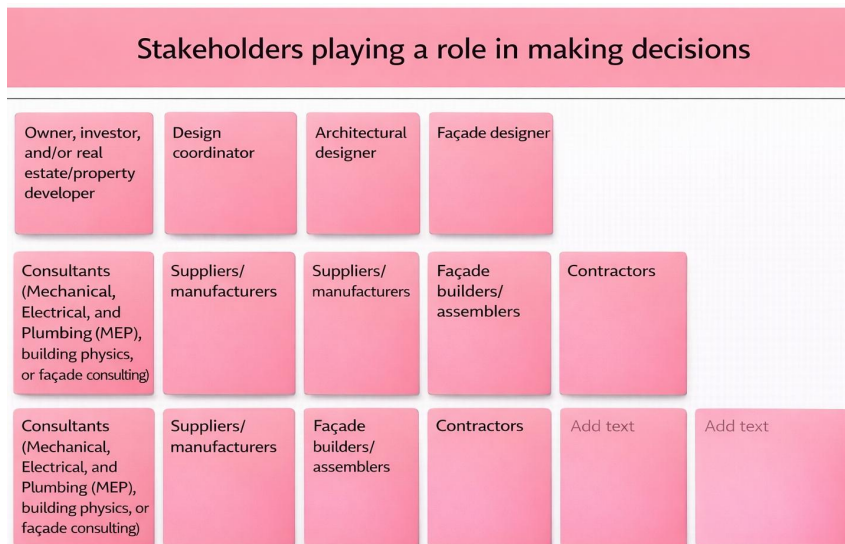 Stakeholders playing a role in making decisions
Owner, investor,
and/or real
estate/property
developer
Design
coordinator
Architectural
designer
Façade designer
Consultants
(Mechanical,
Electrical, and
Plumbing (MEP),
building physics,
or façade consulting)
Suppliers/
manufacturers
Suppliers/
manufacturers
Façade
builders/
assemblers
Contractors
Consultants
(Mechanical,
Electrical, and
Plumbing (MEP),
building physics, or
façade consulting)
Suppliers/
manufacturers
Façade
builders/
assemblers
Contractors
Add text
Add text